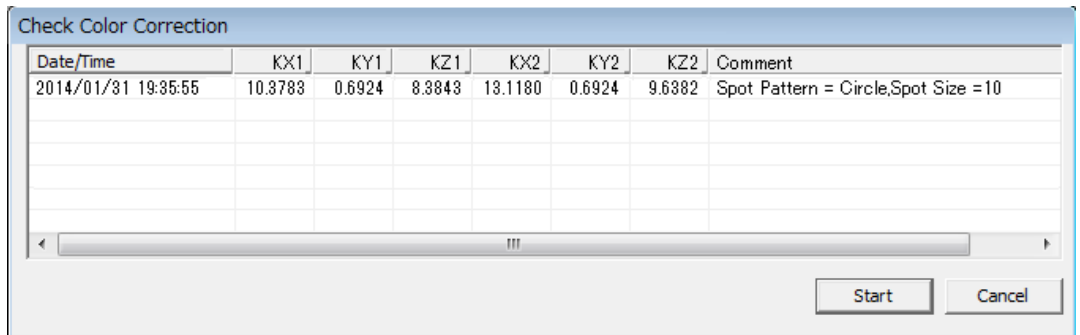 Check Color Correction
Date/Time KX1 KY1 KZ1 KX2 KY2 KZ2 Comment
2014/01/31 19:35:55 10.3783 0.6924 8.3843 13.1180 0.6924 9.6382 Spot Pattern = Circle,Spot Size =10
Start Cancel